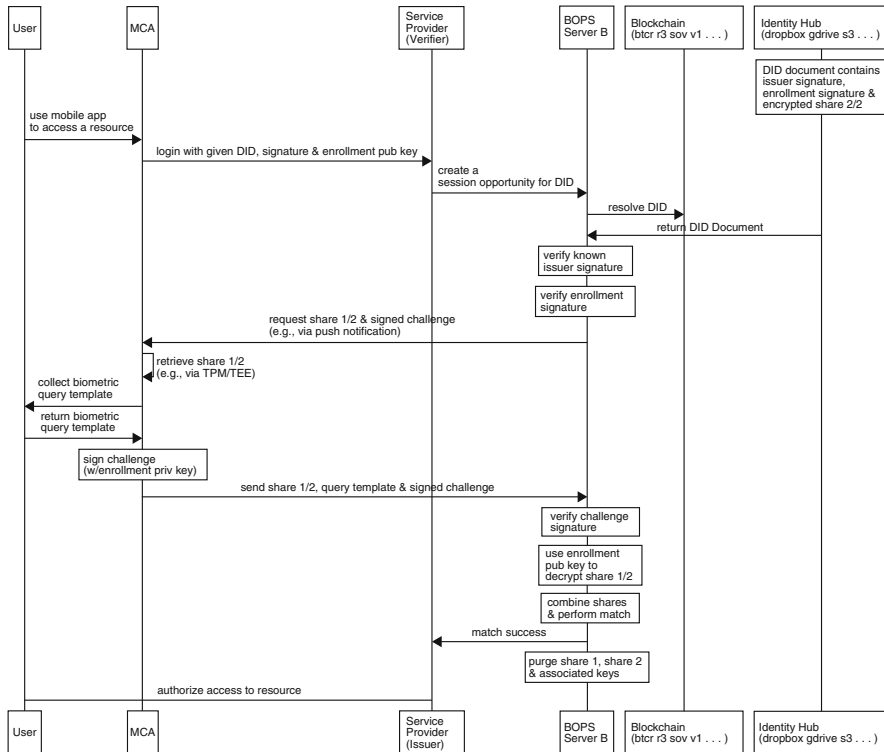 User
MCA
Service
Provider
(Verifier)
BOPS
Server B
Blockchain
(btcr r3 sov v1 . . . )
Identity Hub
(dropbox gdrive s3 . . . )
DID document contains
issuer signature,
enrollment signature &
encrypted share 2/2
use mobile app
to access a resource
login with given DID, signature & enrollment pub key
create a
session opportunity for DID
resolve DID
return DID Document
verify known
issuer signature
verify enrollment
signature
request share 1/2 & signed challenge
(e.g., via push notification)
retrieve share 1/2
(e.g., via TPM/TEE)
collect biometric
query template
return biometric
query template
sign challenge
(w/enrollment priv key)
send share 1/2, query template & signed challenge
verify challenge
signature
use enrollment
pub key to
decrypt share 1/2
combine shares
& perform match
match success
purge share 1, share 2
& associated keys
authorize access to resource
User
MCA
Service
Provider
(Issuer)
BOPS
Server B
Blockchain
(btcr r3 sov v1 . . . )
Identity Hub
(dropbox gdrive s3 . . . )